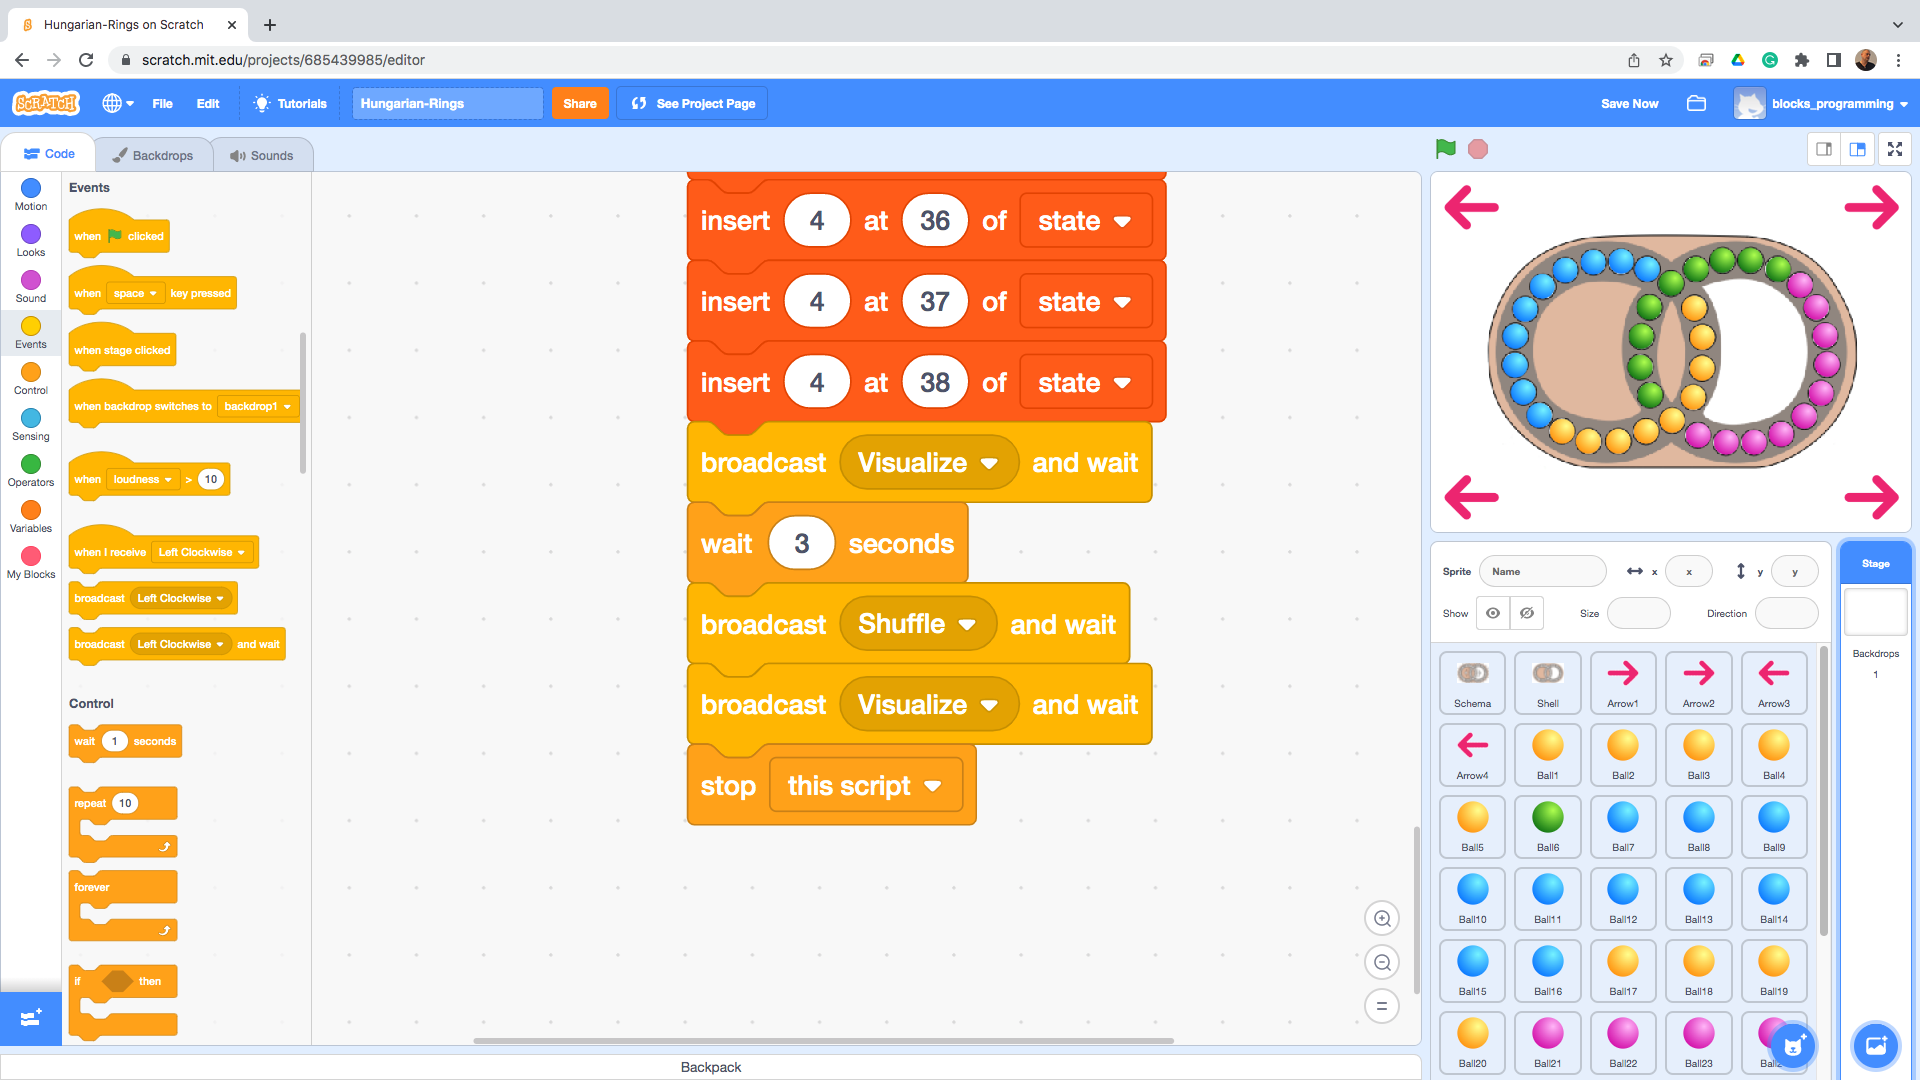 Hungarian-Rings on Scratch
scratch.mit.edu/projects/685439985/editor
SCRATCH File Edit Tutorials Hungarian-Rings Share See Project Page Save Now blocks_programming
Code Backdrops Sounds
Motion
Looks
Sound
Events
Control
Sensing
Operators
Variables
My Blocks
Events
when clicked
when space key pressed
when stage clicked
when backdrop switches to backdrop1
when loudness > 10
when I receive Left Clockwise
broadcast Left Clockwise
broadcast Left Clockwise and wait
Control
wait 1 seconds
repeat 10
forever
if then
insert 4 at 36 of state
insert 4 at 37 of state
insert 4 at 38 of state
broadcast Visualize and wait
wait 3 seconds
broadcast Shuffle and wait
broadcast Visualize and wait
stop this script
Backpack
Sprite Name x x y y
Show Size Direction
Schema Shell Arrow1 Arrow2 Arrow3
Arrow4 Ball1 Ball2 Ball3 Ball4
Ball5 Ball6 Ball7 Ball8 Ball9
Ball10 Ball11 Ball12 Ball13 Ball14
Ball15 Ball16 Ball17 Ball18 Ball19
Ball20 Ball21 Ball22 Ball23
Stage
Backdrops
1